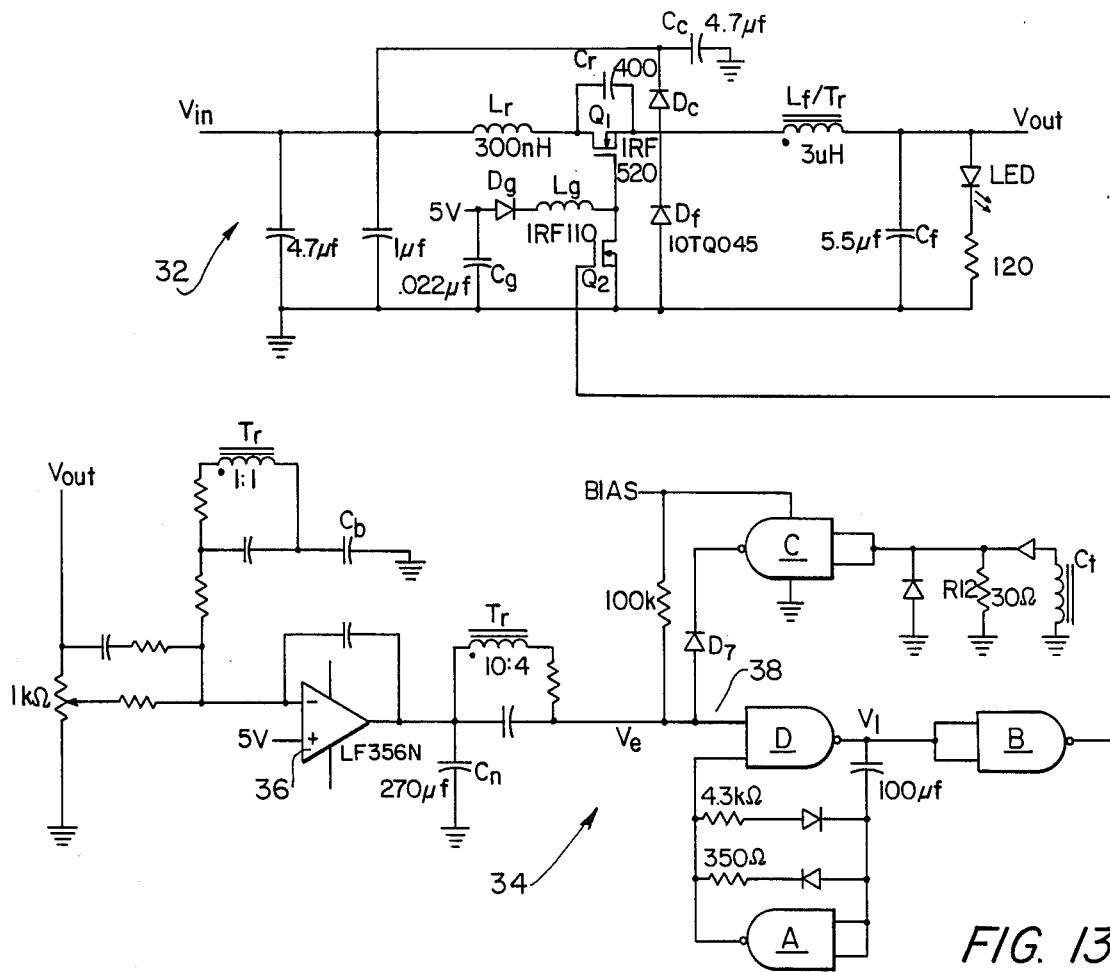 Cc 4.7µf
Cr 400
Lf/Tr
Vin
Lr
Q1
Dc
Vout
300nH
IRF 520
3uH
LED
Dg
Lg
5V
Df
IRF110
10TQ045
5.5µf
Cf
120
32
4.7µf
1µf
Cg
Q2
.022µf
Tr
1:1
Vout
BIAS
Cb
C
Ct
100k
R12
30Ω
Tr
10:4
D7
38
1kΩ
-
5V
+
LF356N
Ve
D
V1
B
36
270µf
Cn
100µf
4.3kΩ
350Ω
34
A
FIG. 13